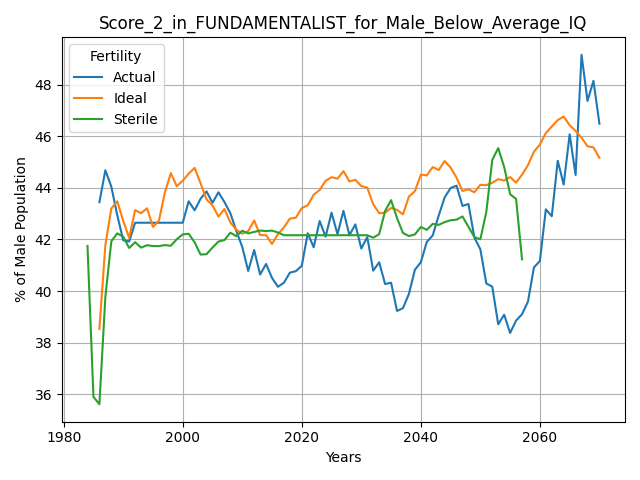 Score_2_in_FUNDAMENTALIST_for_Male_Below_Average_IQ
Fertility
Actual
Ideal
Sterile
% of Male Population
48
46
44
42
40
38
36
1980
2000
2020
2040
2060
Years